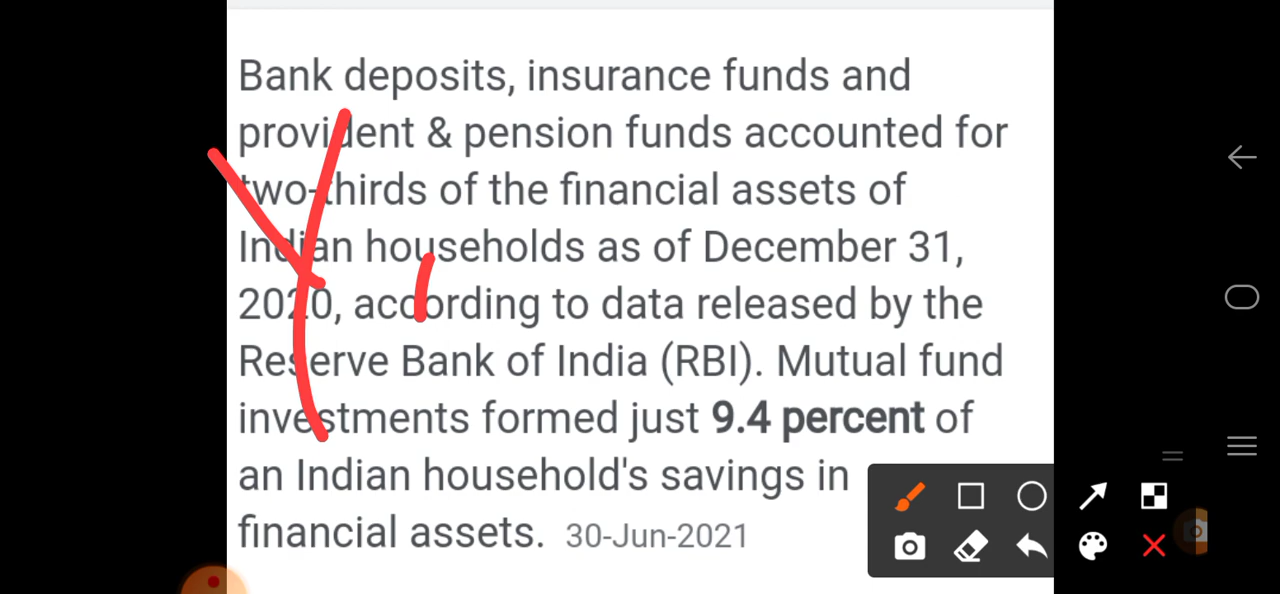 Bank deposits, insurance funds and
provident & pension funds accounted for
two-thirds of the financial assets of
Indian households as of December 31,
2020, according to data released by the
Reserve Bank of India (RBI). Mutual fund
investments formed just 9.4 percent of
an Indian household's savings in
financial assets. 30-Jun-2021